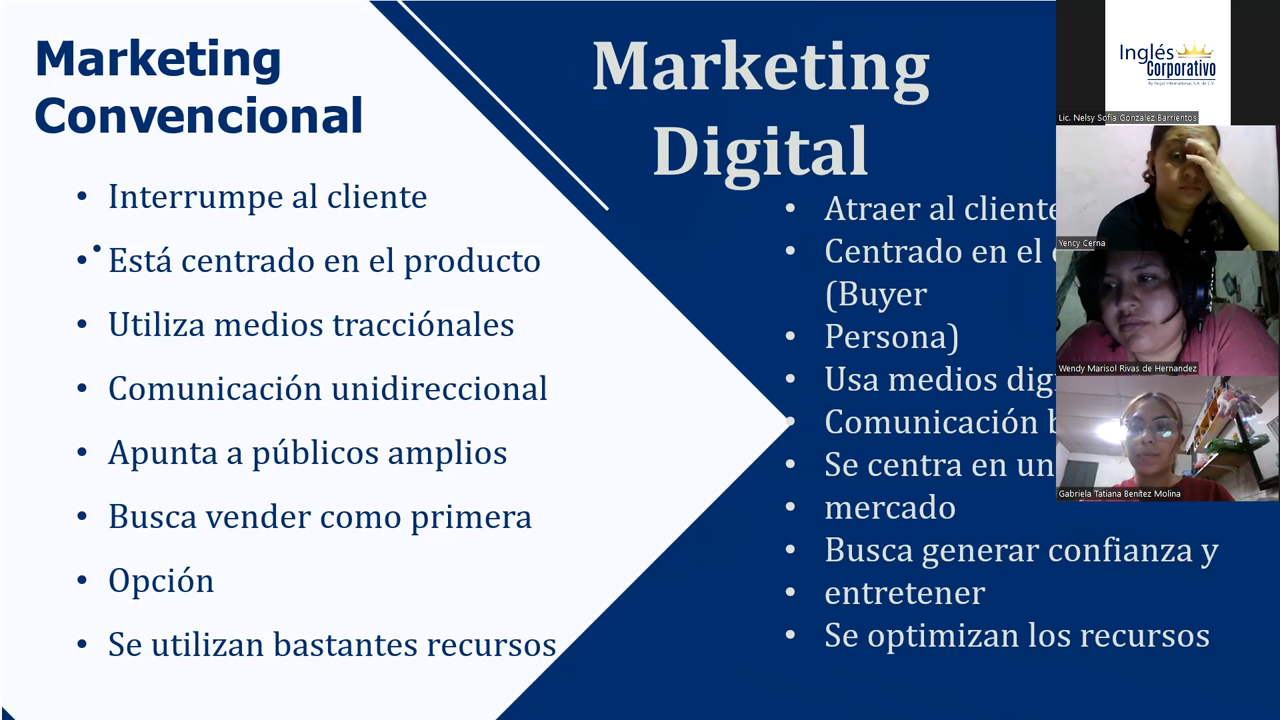 Marketing
Convencional
• Interrumpe al cliente
• Está centrado en el producto
• Utiliza medios tracciónales
• Comunicación unidireccional
• Apunta a públicos amplios
• Busca vender como primera
• Opción
• Se utilizan bastantes recursos
Marketing
Digital
• Atraer al cliente
• Centrado en el
(Buyer
• Persona)
• Usa medios
• Comunicación
• Se centra en un
• mercado
• Busca generar confianza y
• entretener
• Se optimizan los recursos
Inglés
Corporativo
Lic. Nelsy Sofia Gonzalez Barrientos
Yency Cerna
Wendy Marisol Rivas de Hernandez
Gabriela Tatiana Benítez Molina